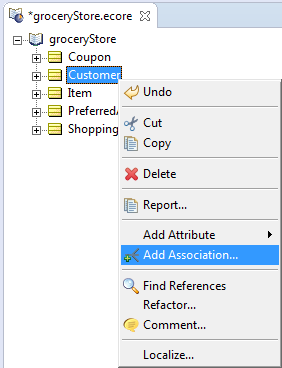 *groceryStore.ecore
groceryStore
Coupon
Customer
Item
Preferred
Shopping
Undo
Cut
Copy
Delete
Report...
Add Attribute
Add Association...
Find References
Refactor...
Comment...
Localize...